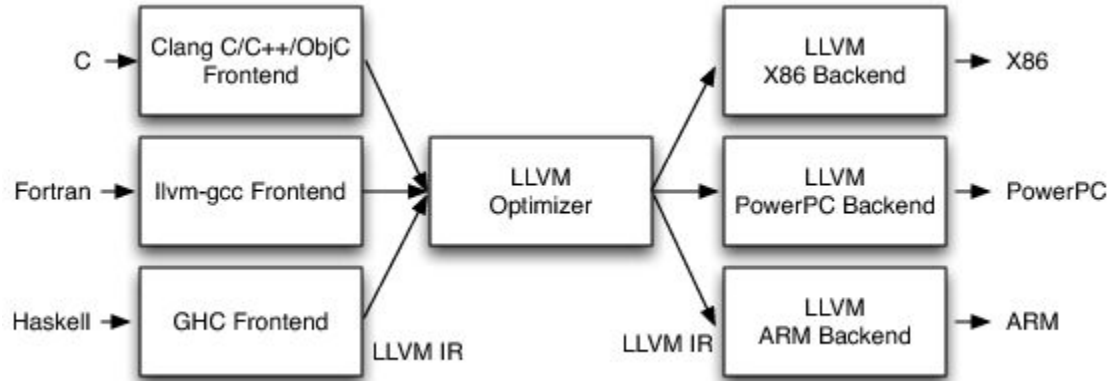 C
Clang C/C++/ObjC
Frontend
LLVM
X86 Backend
X86
Fortran
llvm-gcc Frontend
LLVM
Optimizer
LLVM
PowerPC Backend
PowerPC
Haskell
GHC Frontend
LLVM IR
LLVM IR
LLVM
ARM Backend
ARM